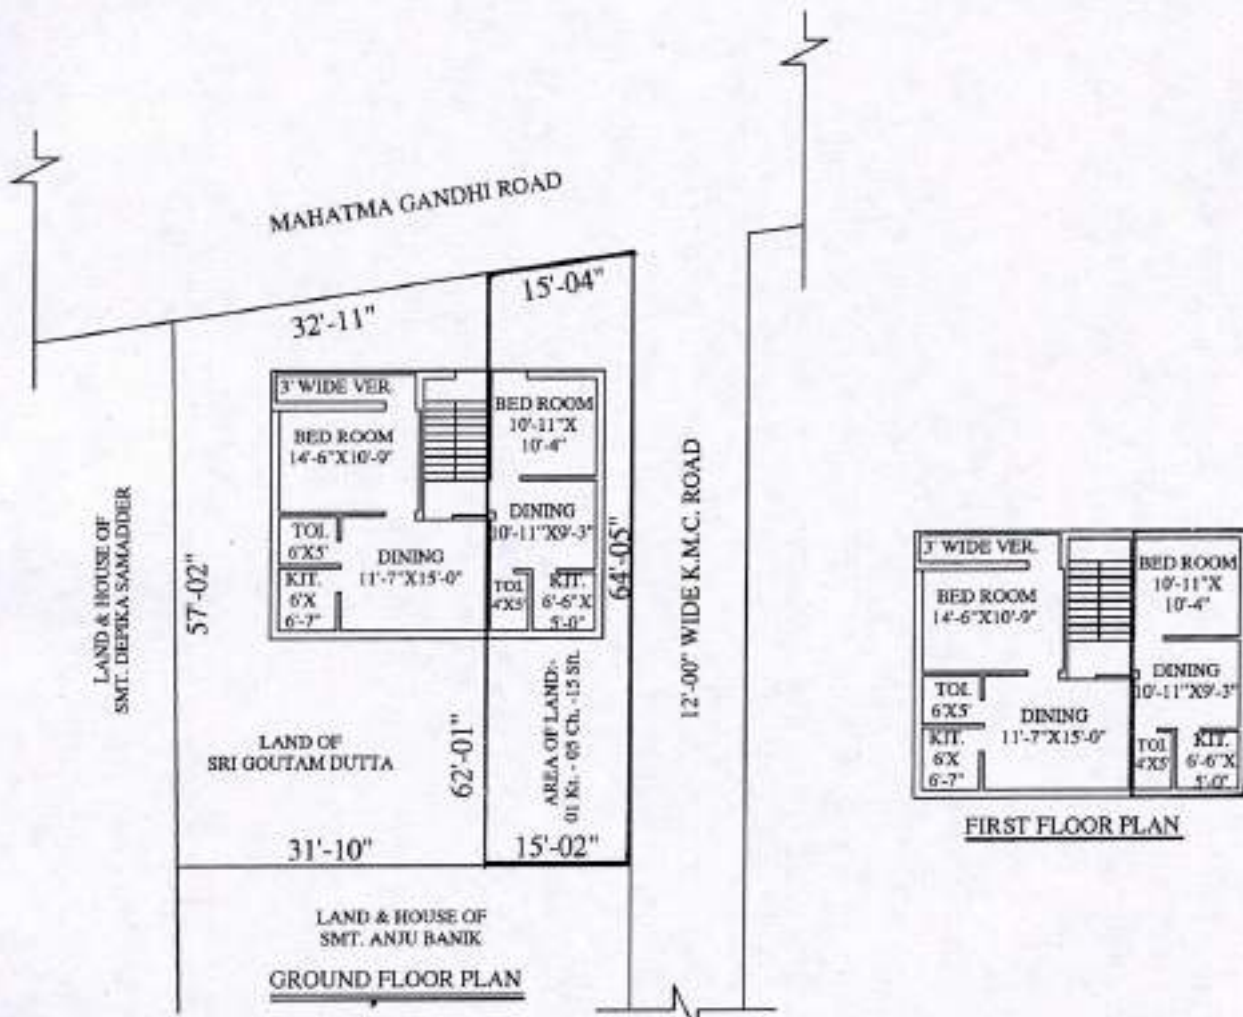 MAHATMA GANDHI ROAD
15'-04"
32'-11"
3' WIDE VER.
BED ROOM
14'-6"X10'-9"
BED ROOM
10'-11"X
10'-4"
DINING
10'-11"X9'-3"
TOI.
6'X5'
DINING
11'-7"X15'-0"
KIT.
6'X
6'-7"
TOI.
4'X5'
KIT.
6'-6" X
5'-0"
LAND & HOUSE OF
SMT. DEPIKA SAMADDER
57'-02"
64'-05"
12'-00" WIDE K.M.C. ROAD
LAND OF
SRI GOUTAM DUTTA
62'-01"
AREA OF LAND:-
01 Ka. - 05 Ch. -15 Sft.
31'-10"
15'-02"
LAND & HOUSE OF
SMT. ANJU BANIK
GROUND FLOOR PLAN
3' WIDE VER.
BED ROOM
14'-6"X10'-9"
BED ROOM
10'-11"X
10'-4"
DINING
10'-11"X9'-3"
TOI.
6'X5'
DINING
11'-7"X15'-0"
KIT.
6'X
6'-7"
TOI.
4'X5'
KIT.
6'-6"X
5'-0"
FIRST FLOOR PLAN